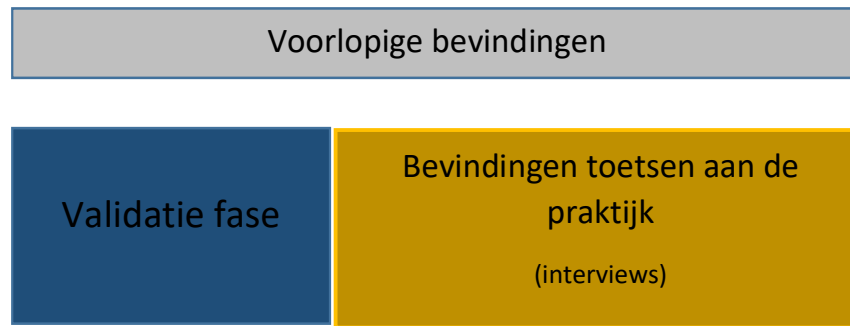 Voorlopige bevindingen
Validatie fase
Bevindingen toetsen aan de
praktijk
(interviews)